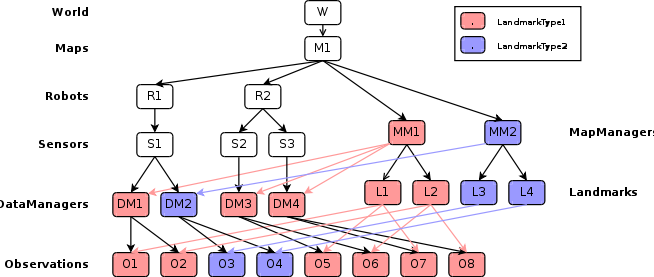 World W
LandmarkType1
LandmarkType2
Maps M1
Robots R1 R2
MM1 MM2 MapManagers
Sensors S1 S2 S3
L1 L2 L3 L4 Landmarks
DataManagers DM1 DM2 DM3 DM4
Observations O1 O2 O3 O4 O5 O6 O7 O8